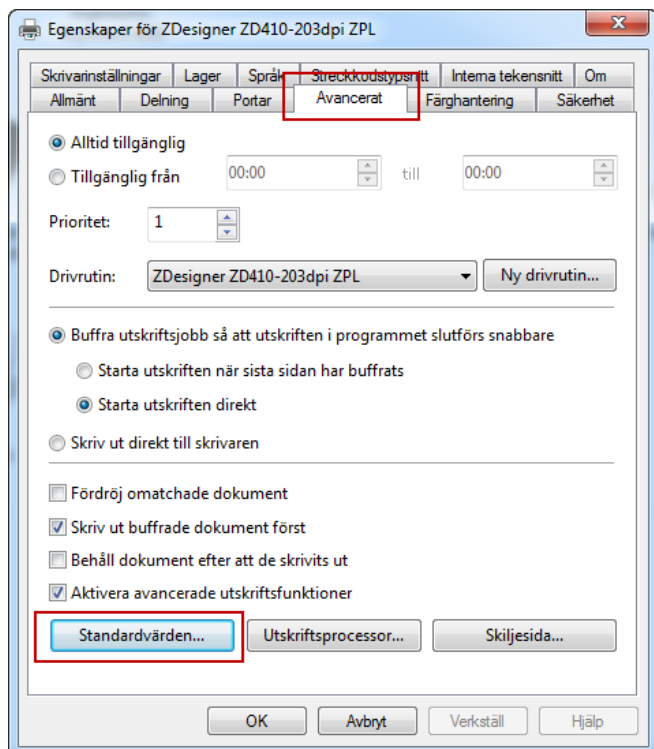 Egenskaper för ZDesigner ZD410-203dpi ZPL
Skrivarinställningar Lager Språk Streckkodstypsnitt Interna tekensnitt Om
Allmänt Delning Portar Avancerat Färghantering Säkerhet
Alltid tillgänglig
Tillgänglig från 00:00 till 00:00
Prioritet: 1
Drivrutin: ZDesigner ZD410-203dpi ZPL Ny drivrutin...
Buffra utskriftsjobb så att utskriften i programmet slutförs snabbare
Starta utskriften när sista sidan har buffrats
Starta utskriften direkt
Skriv ut direkt till skrivaren
Fördröj omatchade dokument
Skriv ut buffrade dokument först
Behåll dokument efter att de skrivits ut
Aktivera avancerade utskriftsfunktioner
Standardvärden... Utskriftsprocessor... Skiljesida...
OK Avbryt Verkställ Hjälp